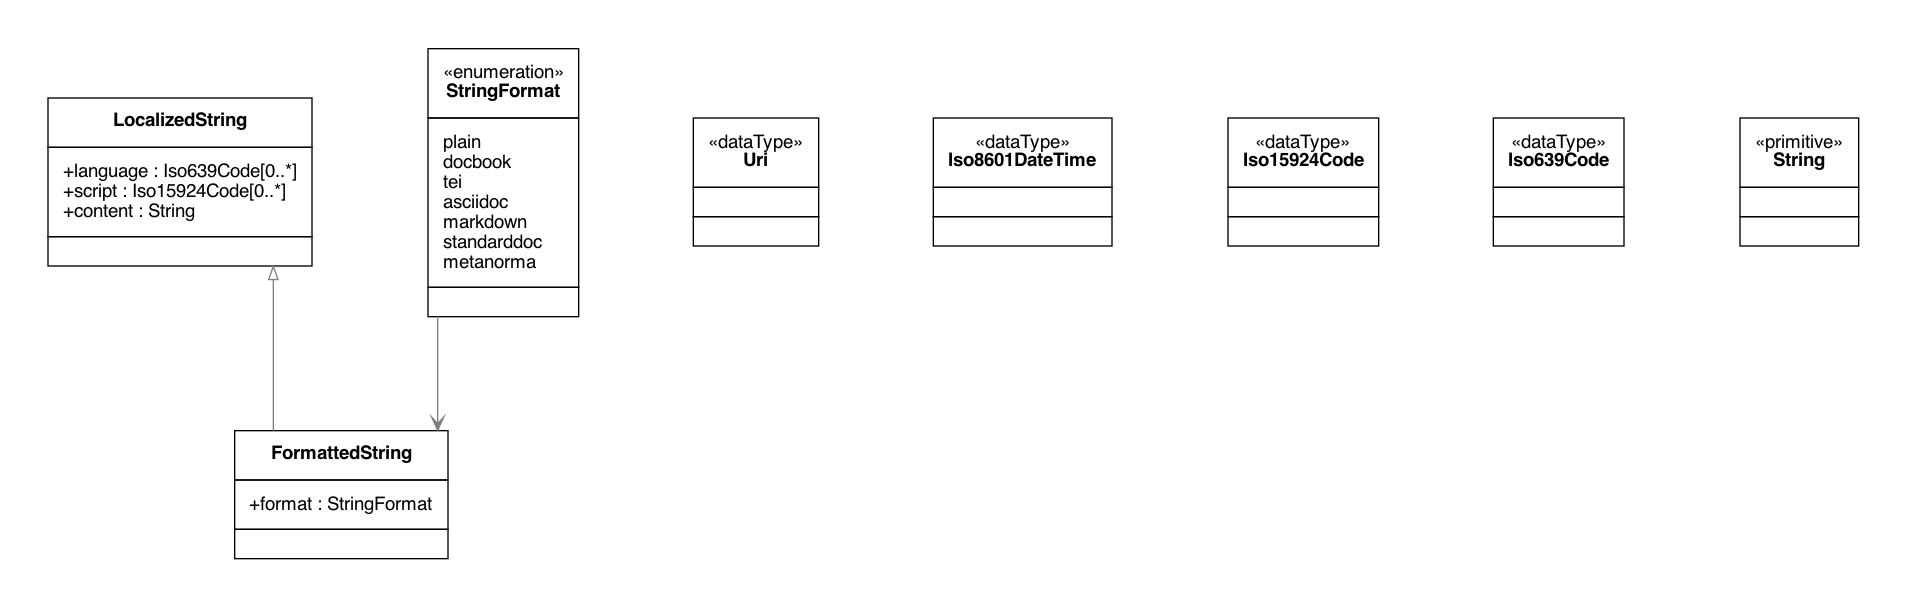 LocalizedString
+language : Iso639Code[0..*]
+script : Iso15924Code[0..*]
+content : String
«enumeration»
StringFormat
plain
docbook
tei
asciidoc
markdown
standarddoc
metanorma
«dataType»
Uri
«dataType»
Iso8601DateTime
«dataType»
Iso15924Code
«dataType»
Iso639Code
«primitive»
String
FormattedString
+format : StringFormat